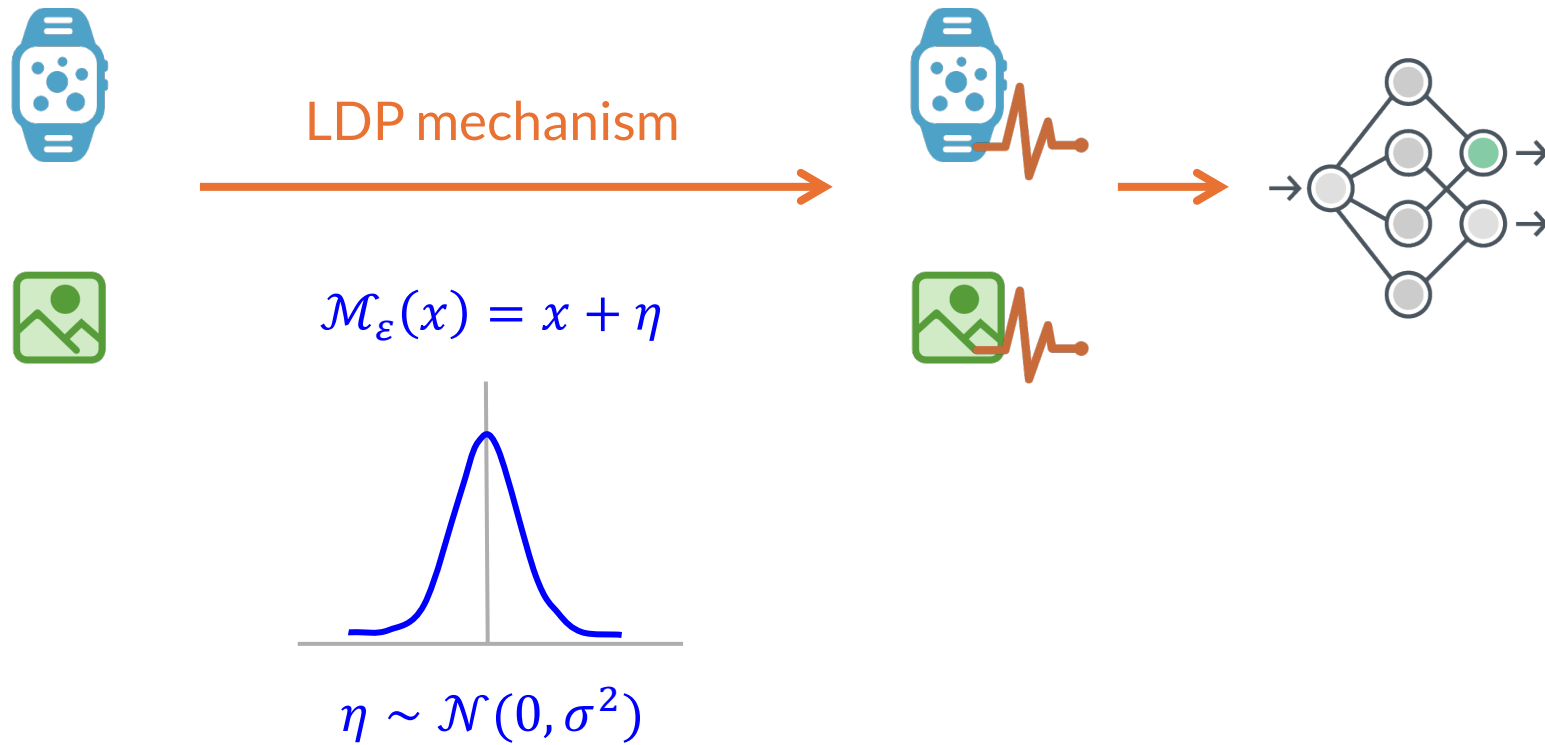 LDP mechanism
ℳ_ε(x) = x + η
η ~ 𝒩(0, σ²)